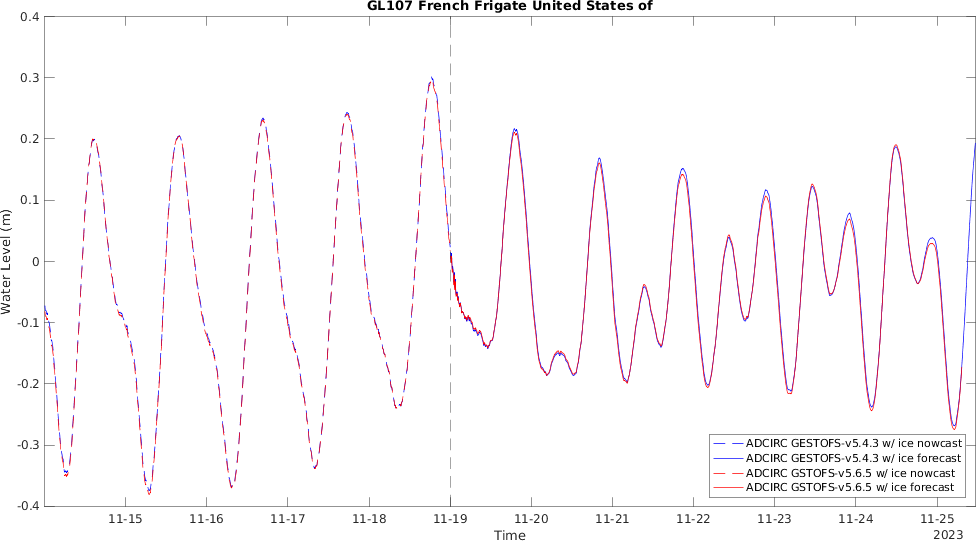 GL107 French Frigate United States of
0.4
0.3
0.2
0.1
0
-0.1
-0.2
-0.3
-0.4
Water Level (m)
11-15 11-16 11-17 11-18 11-19 11-20 11-21 11-22 11-23 11-24 11-25
Time
2023
ADCIRC GESTOFS-v5.4.3 w/ ice nowcast
ADCIRC GESTOFS-v5.4.3 w/ ice forecast
ADCIRC GSTOFS-v5.6.5 w/ ice nowcast
ADCIRC GSTOFS-v5.6.5 w/ ice forecast